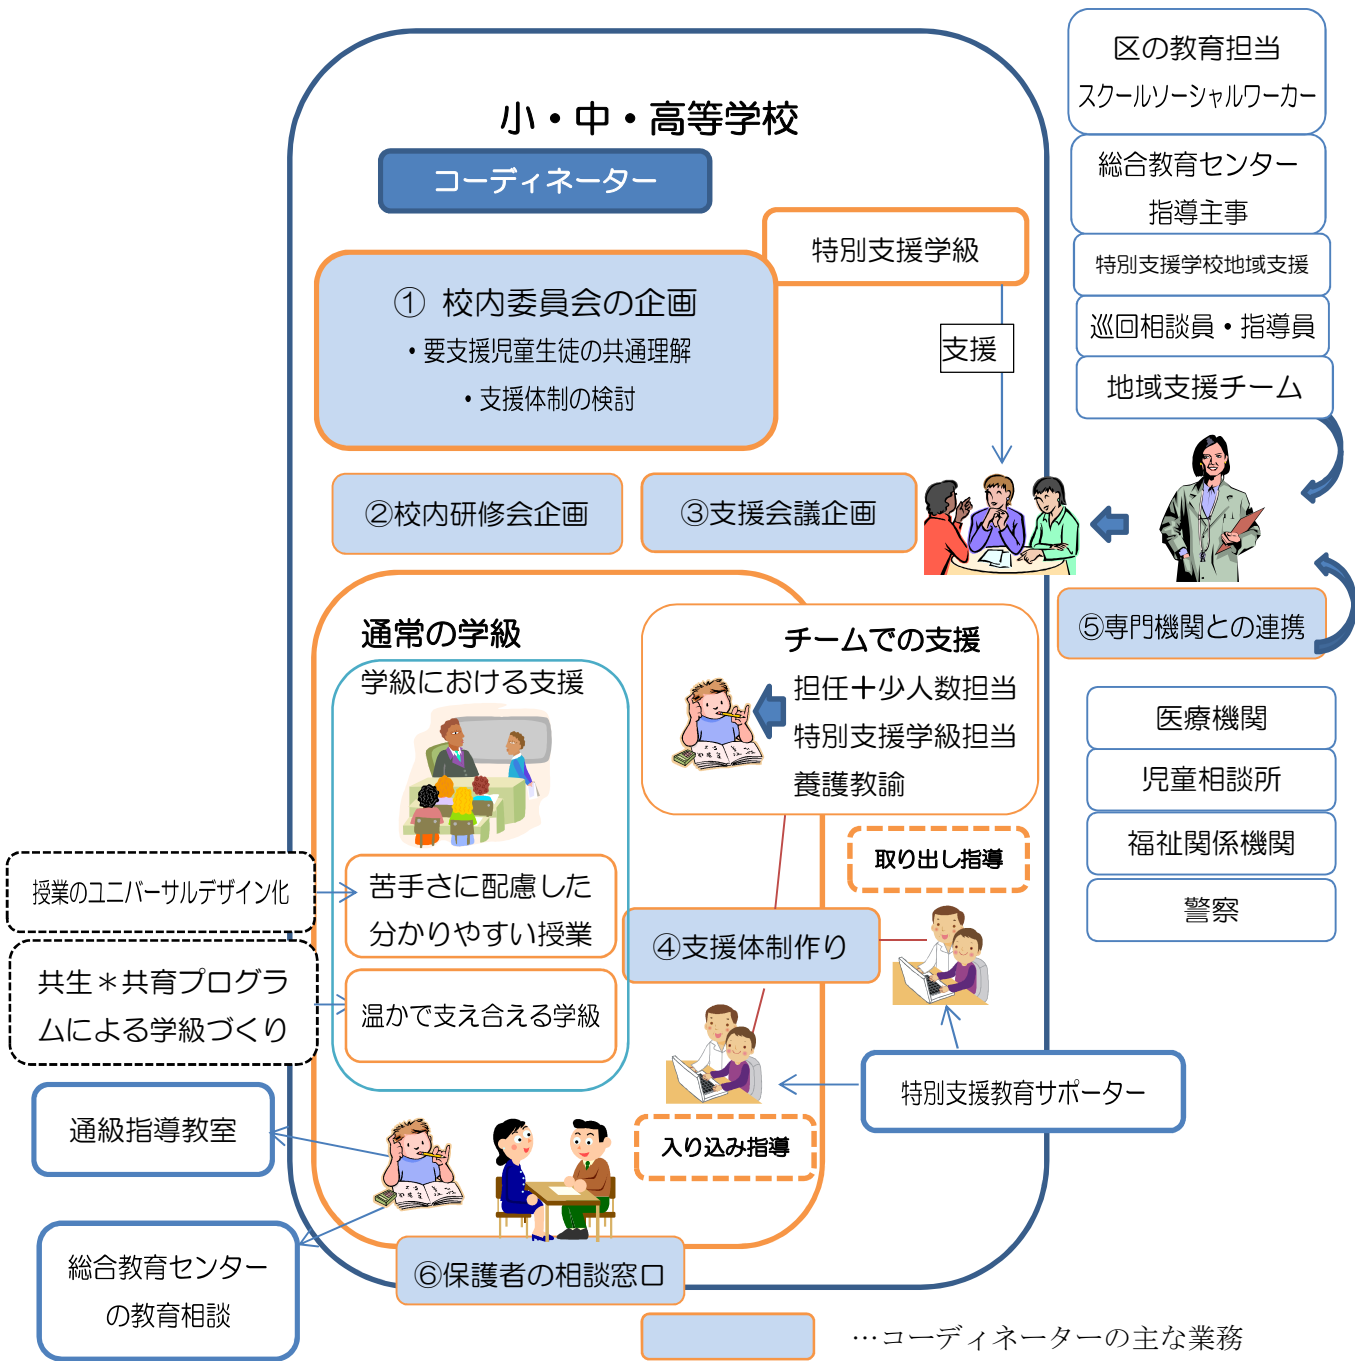 小・中・高等学校
コーディネーター
特別支援学級
① 校内委員会の企画
・要支援児童生徒の共通理解
・支援体制の検討
支援
②校内研修会企画
③支援会議企画
区の教育担当
スクールソーシャルワーカー
総合教育センター
指導主事
特別支援学校地域支援
巡回相談員・指導員
地域支援チーム
⑤専門機関との連携
医療機関
児童相談所
福祉関係機関
警察
通常の学級
学級における支援
チームでの支援
担任＋少人数担当
特別支援学級担当
養護教諭
取り出し指導
授業のユニバーサルデザイン化
苦手さに配慮した
分かりやすい授業
④支援体制作り
共生＊共育プログラ
ムによる学級づくり
温かで支え合える学級
特別支援教育サポーター
通級指導教室
入り込み指導
総合教育センター
の教育相談
⑥保護者の相談窓口
…コーディネーターの主な業務